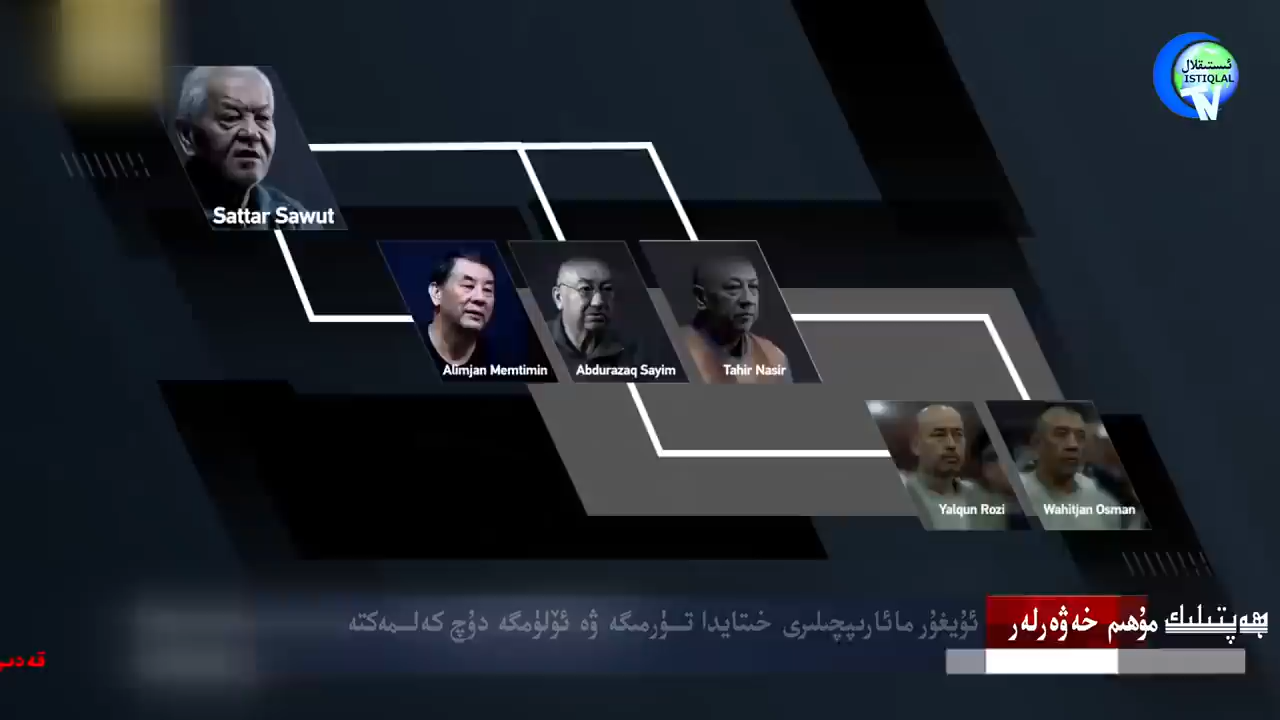 ئىستىقلال
ISTIQLAL
TV
Sattar Sawut
Alimjan Memtimin
Abdurazaq Sayim
Tahir Nasir
Yalqun Rozi
Wahitjan Osman
ھەپتىلىك مۇھىم خەۋەرلەر
ئۇيغۇر مائارىپچىلىرى خىتايدا تۈرمىگە ۋە ئۆلۈمگە دۇچ كەلمەكتە